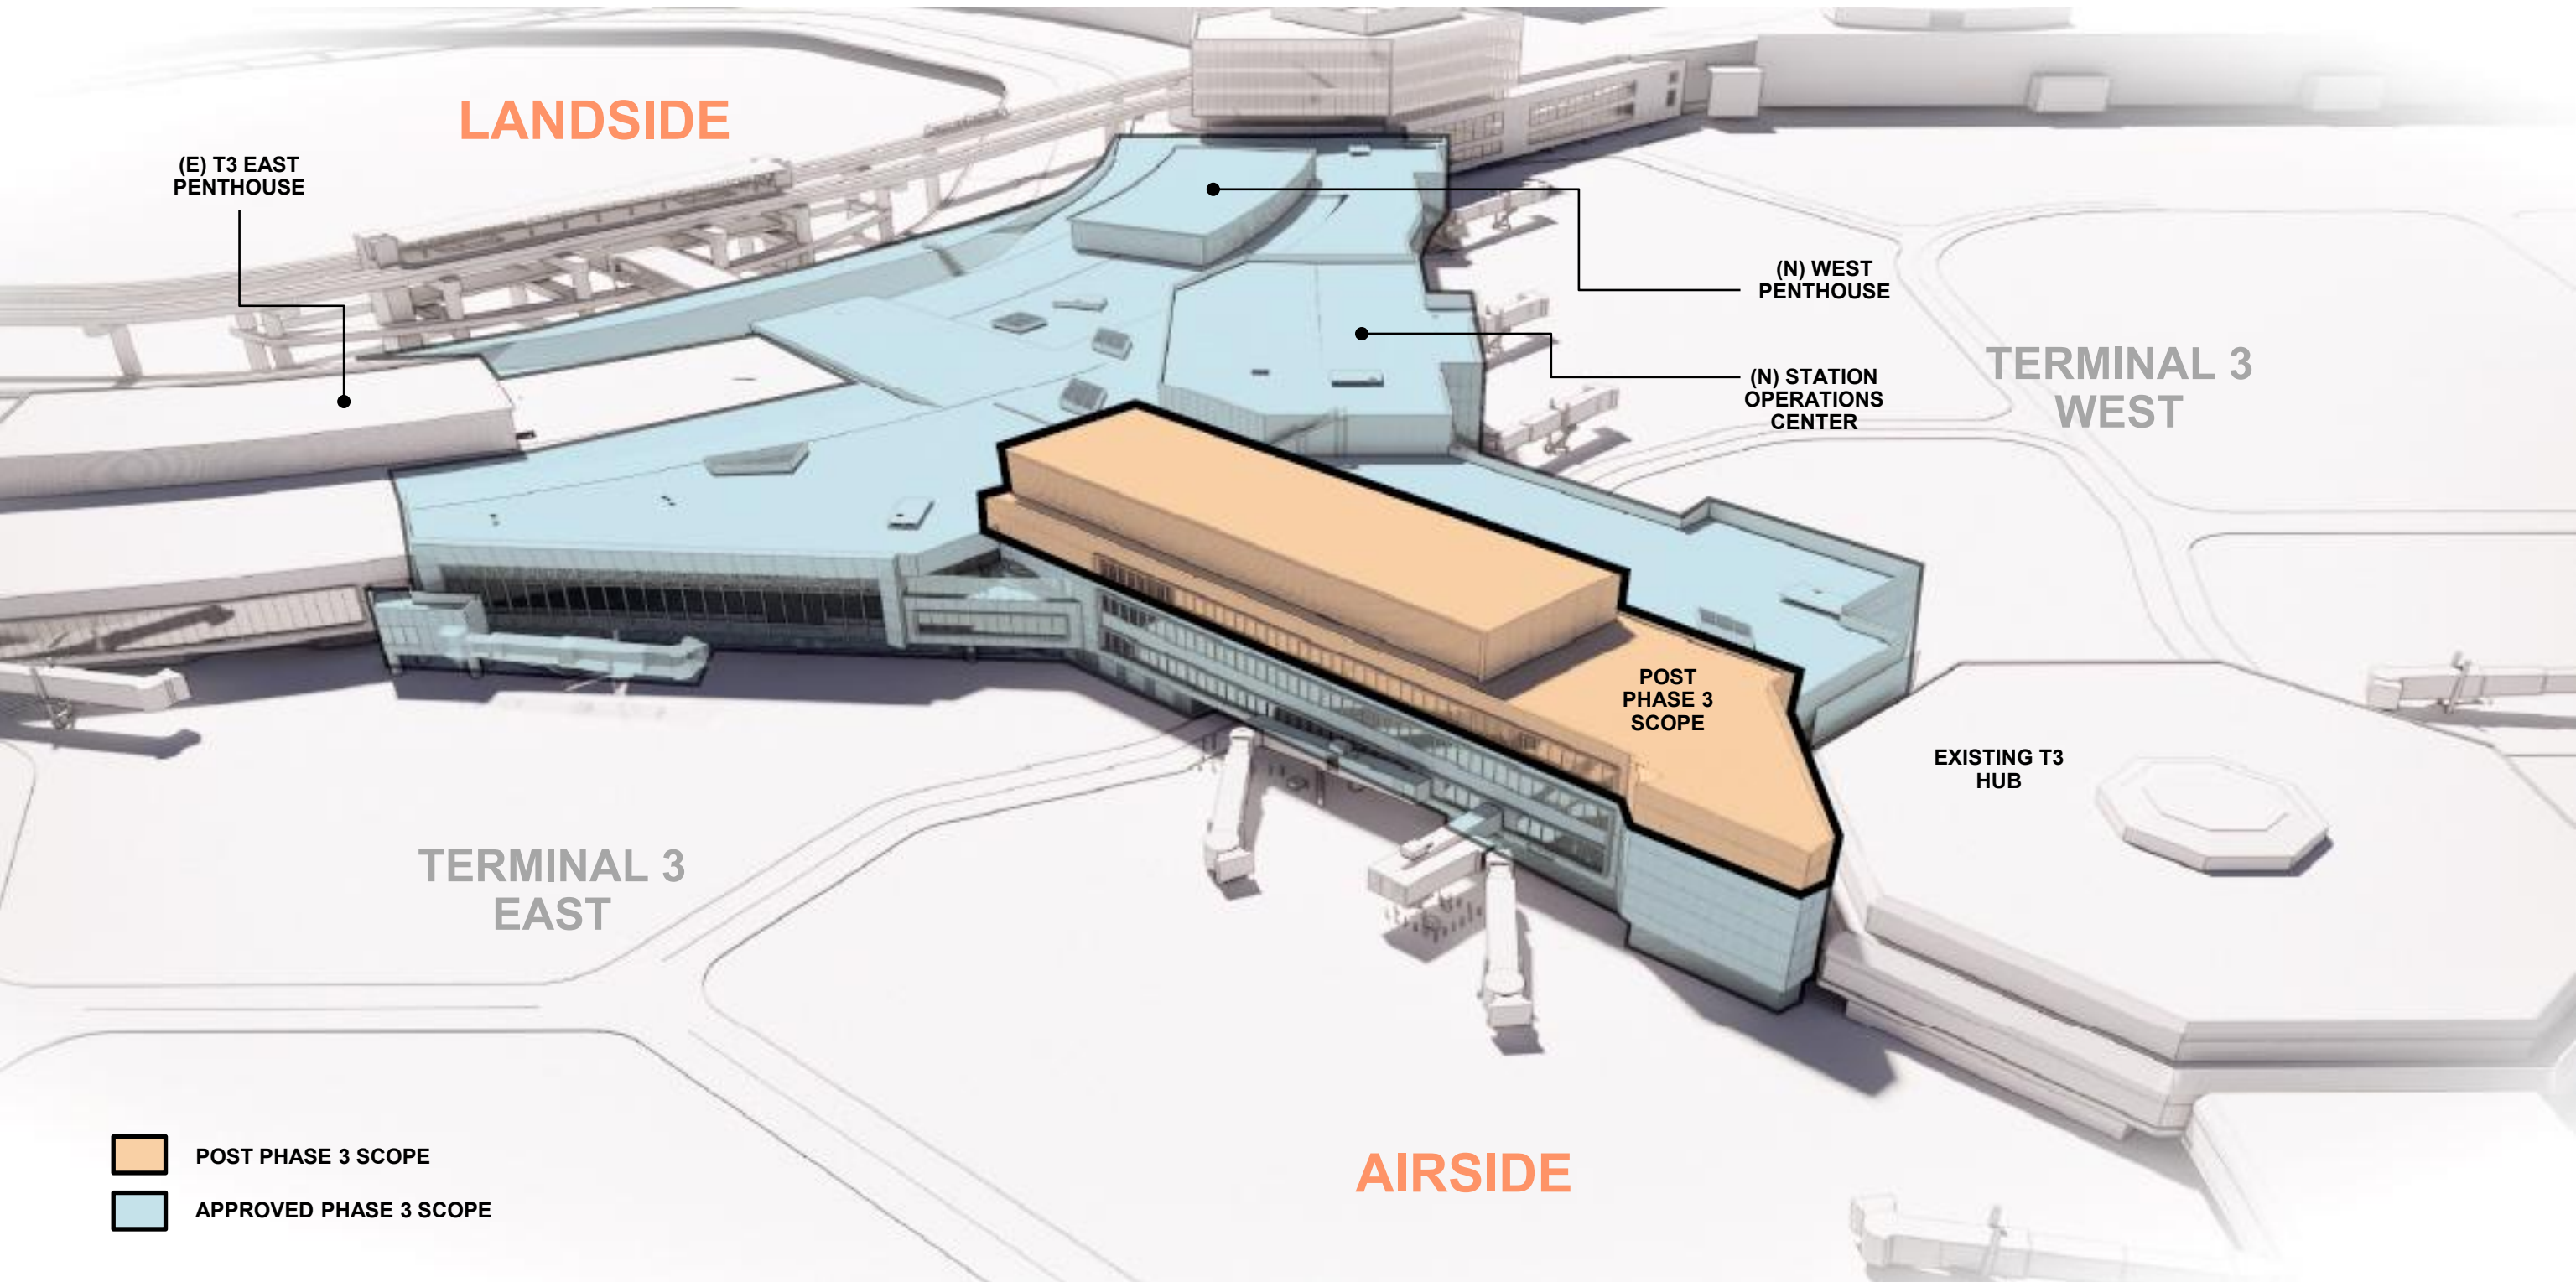 LANDSIDE
(E) T3 EAST
PENTHOUSE
(N) WEST
PENTHOUSE
(N) STATION
OPERATIONS
CENTER
TERMINAL 3
WEST
POST
PHASE 3
SCOPE
EXISTING T3
HUB
TERMINAL 3
EAST
AIRSIDE
POST PHASE 3 SCOPE
APPROVED PHASE 3 SCOPE